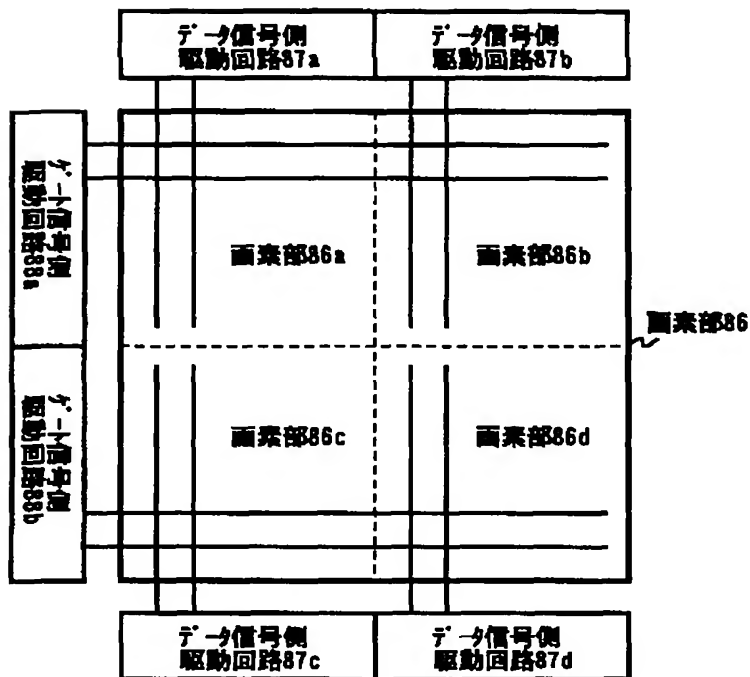 データ信号側
駆動回路87a
データ信号側
駆動回路87b
ゲート信号側
駆動回路88a
画素部86a
画素部86b
画素部86
ゲート信号側
駆動回路88b
画素部86c
画素部86d
データ信号側
駆動回路87c
データ信号側
駆動回路87d